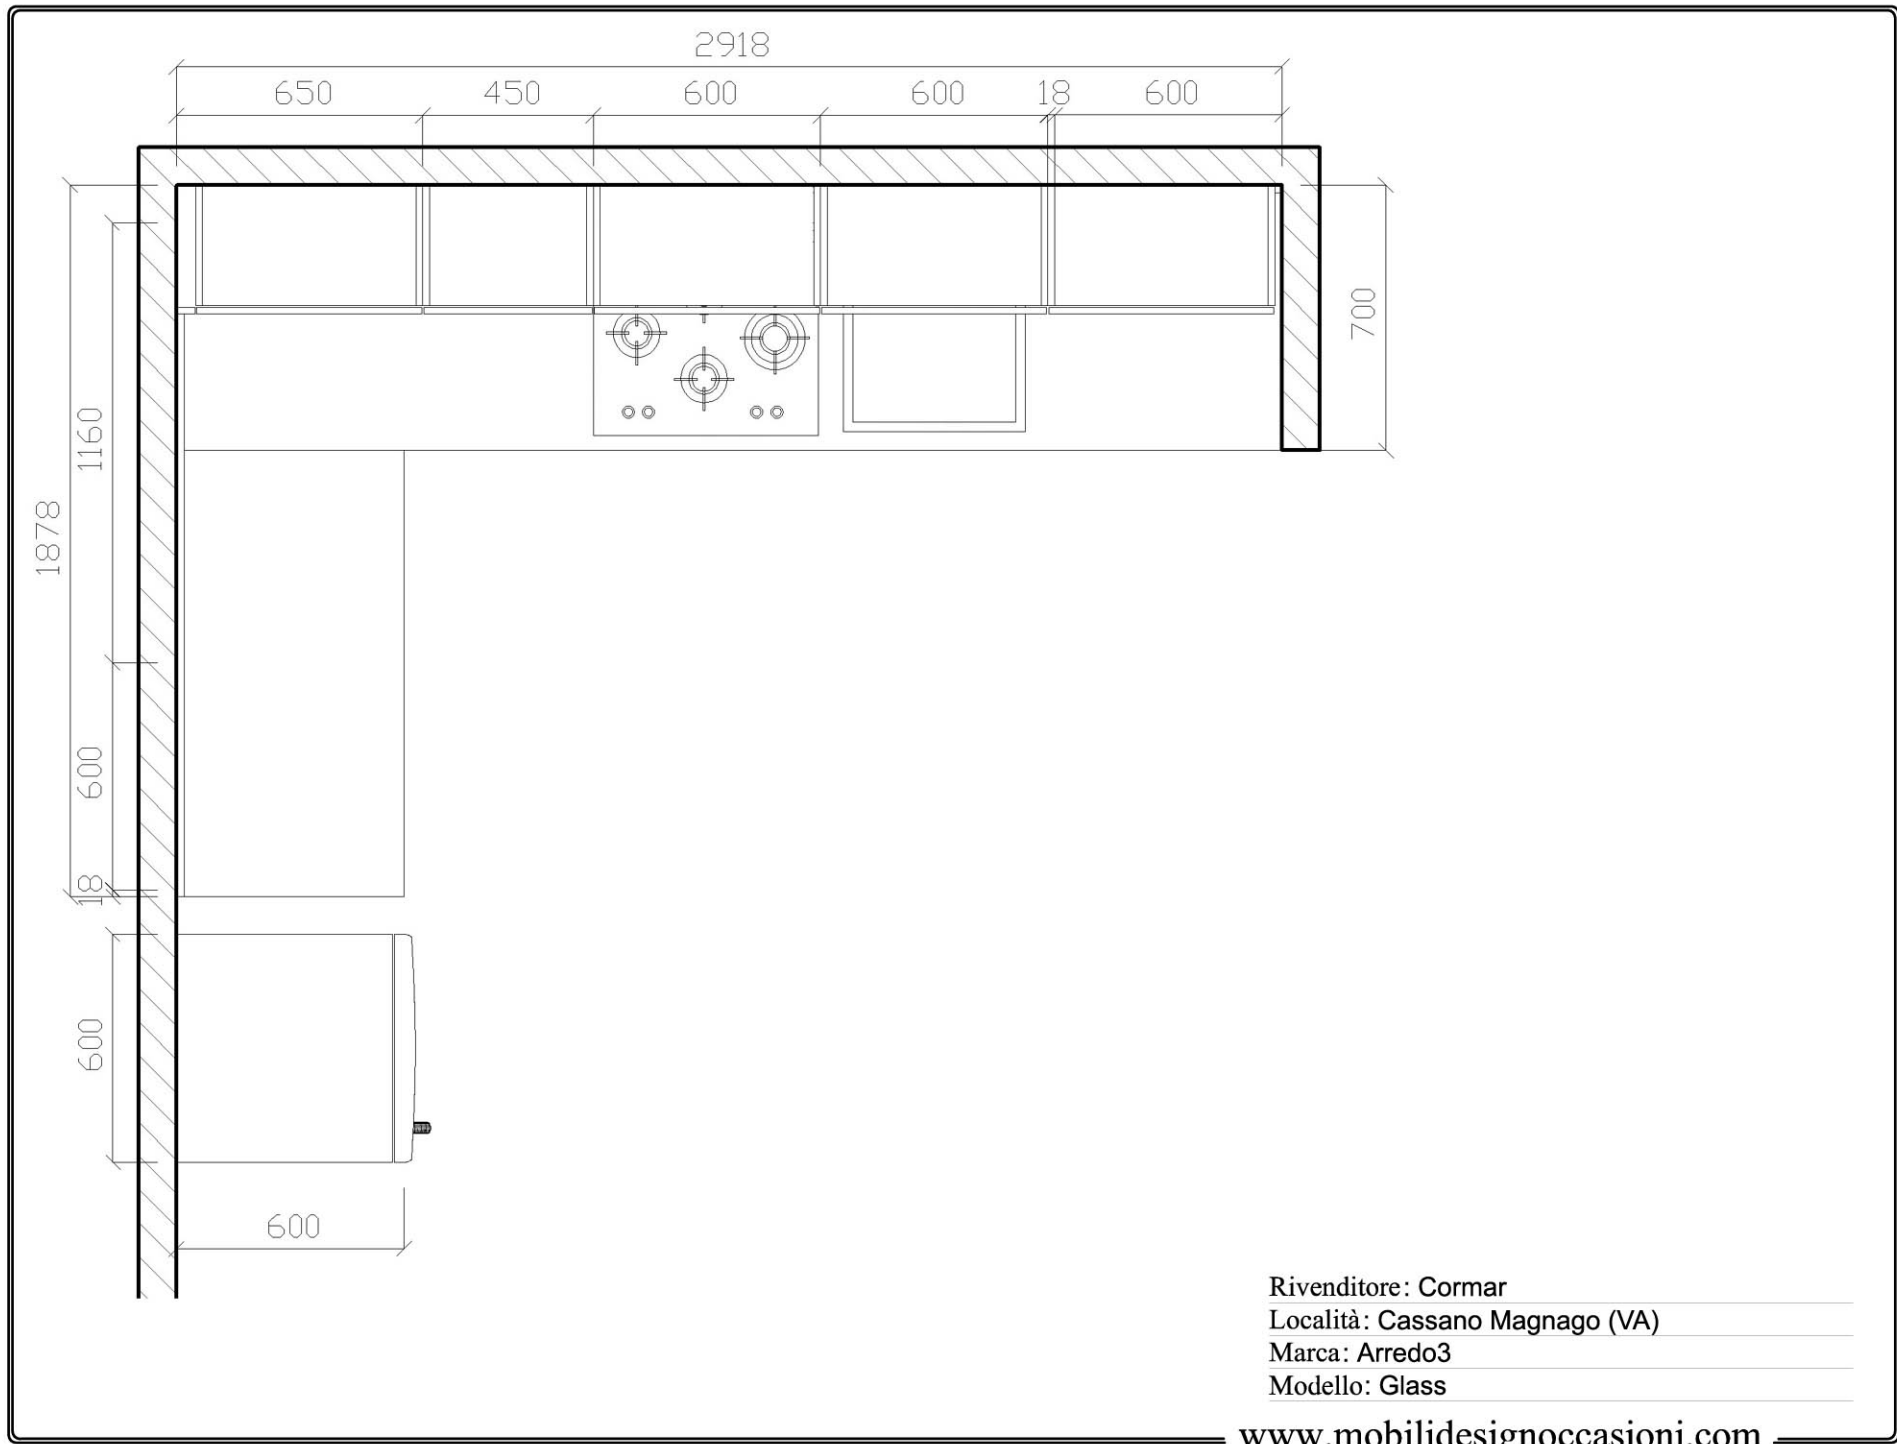 2918
650 450 600 600 18 600
700
1160
1878
600
18
600
600
Rivenditore: Cormar
Località: Cassano Magnago (VA)
Marca: Arredo3
Modello: Glass
www.mobilidesignoccasioni.com